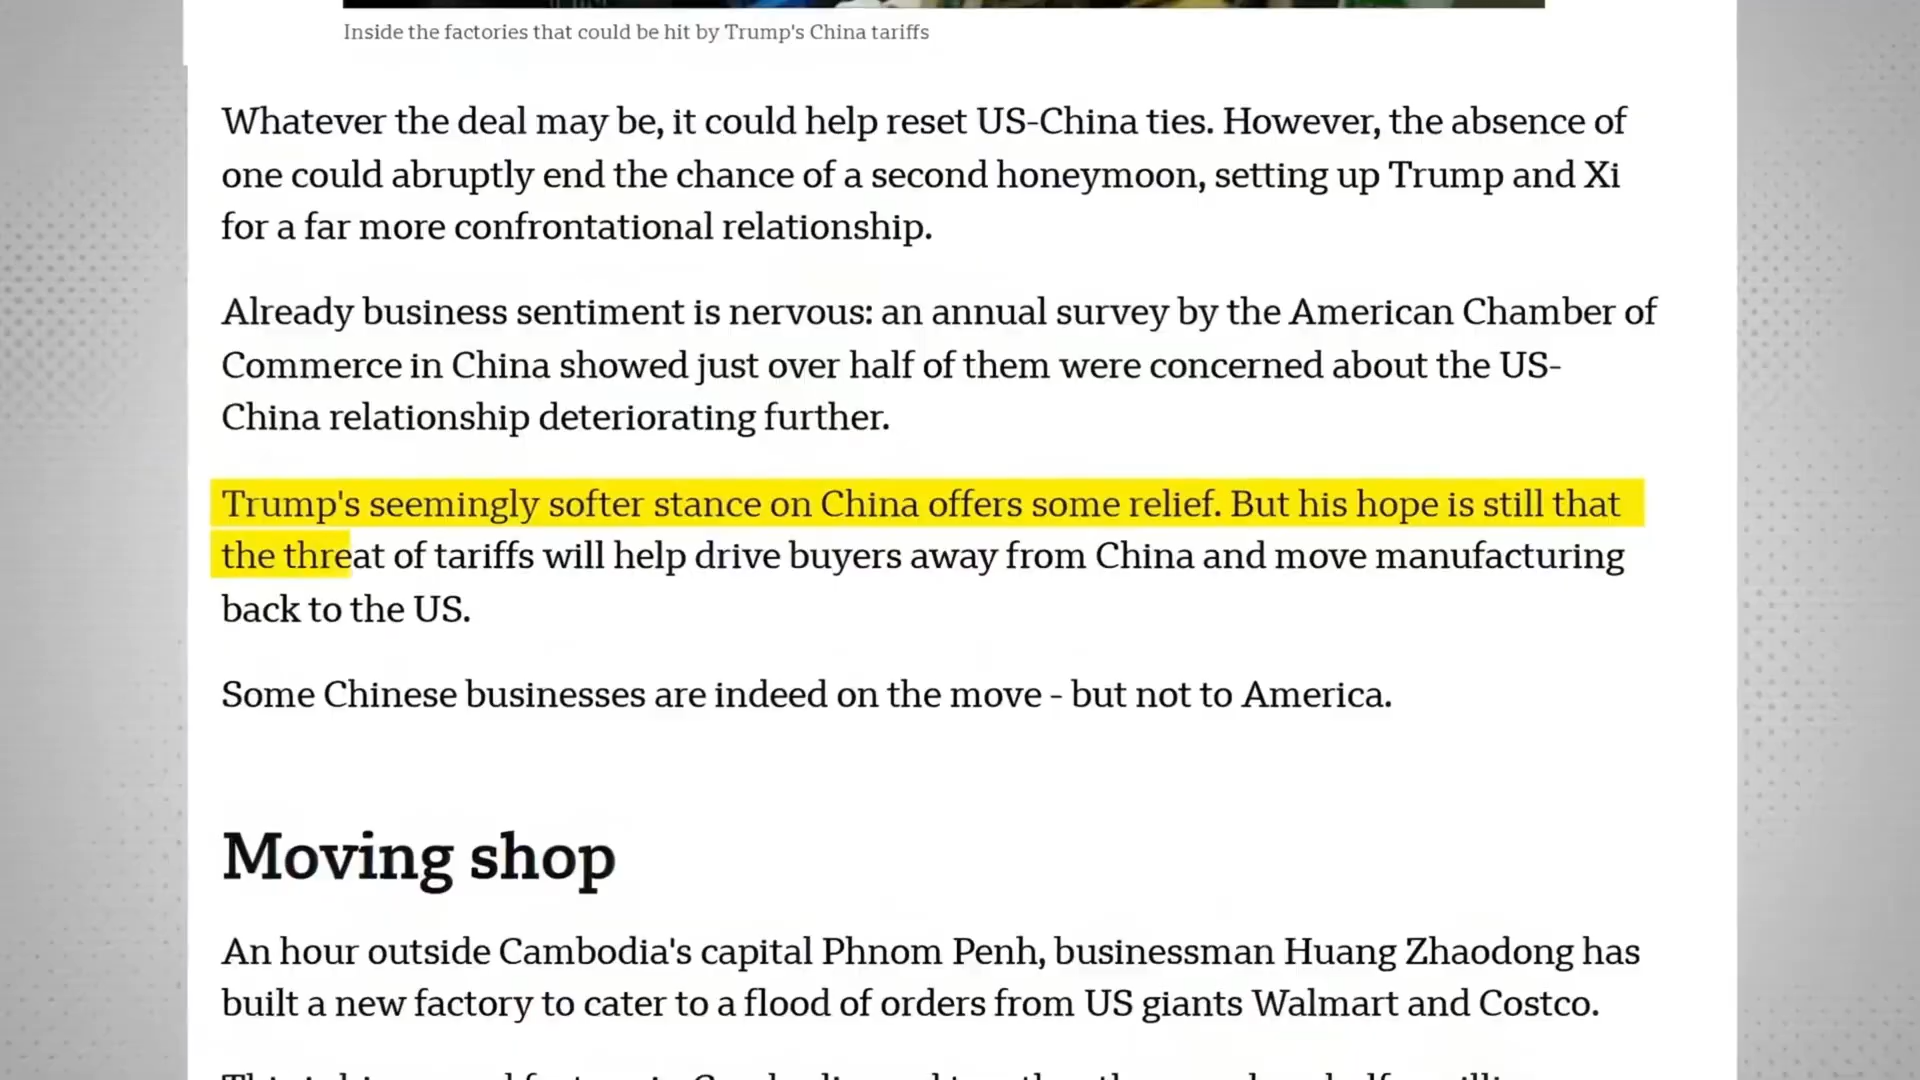 Inside the factories that could be hit by Trump's China tariffs
Whatever the deal may be, it could help reset US-China ties. However, the absence of
one could abruptly end the chance of a second honeymoon, setting up Trump and Xi
for a far more confrontational relationship.
Already business sentiment is nervous: an annual survey by the American Chamber of
Commerce in China showed just over half of them were concerned about the US-
China relationship deteriorating further.
Trump's seemingly softer stance on China offers some relief. But his hope is still that
the threat of tariffs will help drive buyers away from China and move manufacturing
back to the US.
Some Chinese businesses are indeed on the move - but not to America.
Moving shop
An hour outside Cambodia's capital Phnom Penh, businessman Huang Zhaodong has
built a new factory to cater to a flood of orders from US giants Walmart and Costco.